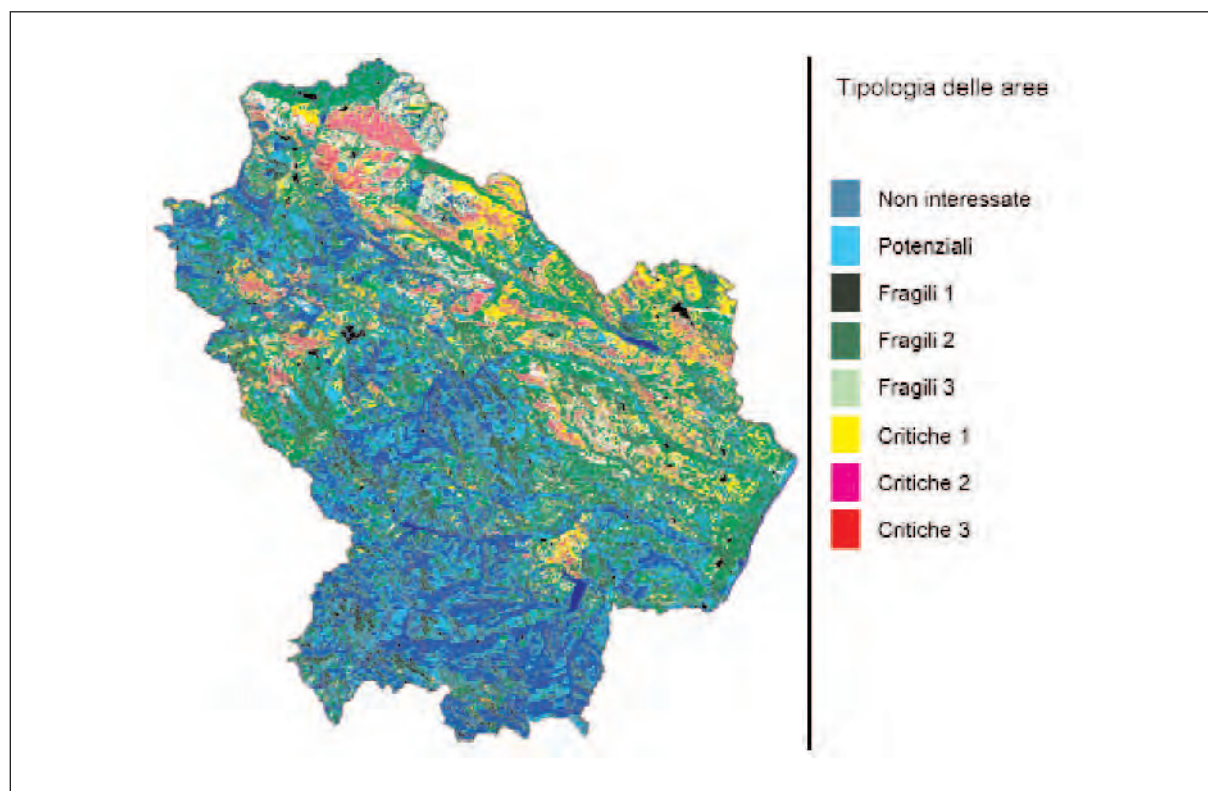 Tipologia delle aree
Non interessate
Potenziali
Fragili 1
Fragili 2
Fragili 3
Critiche 1
Critiche 2
Critiche 3